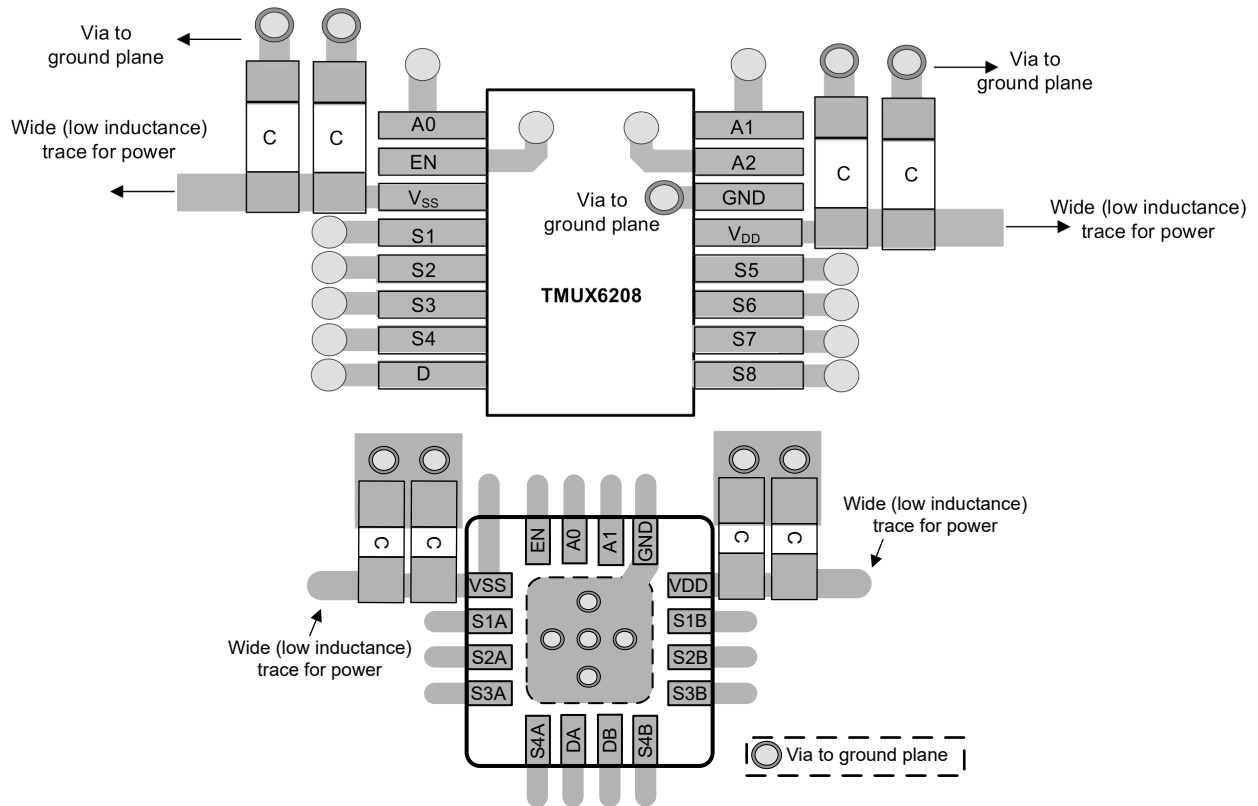 Via to
ground plane
Via to
ground plane
Wide (low inductance)
trace for power
C
C
C
C
A0
EN
VSS
S1
S2
S3
S4
D
A1
A2
GND
VDD
S5
S6
S7
S8
Via to
ground plane
TMUX6208
Wide (low inductance)
trace for power
Wide (low inductance)
trace for power
C
C
C
C
EN
A0
A1
GND
VSS
S1A
S2A
S3A
VDD
S1B
S2B
S3B
S4A
DA
DB
S4B
Wide (low inductance)
trace for power
Via to ground plane